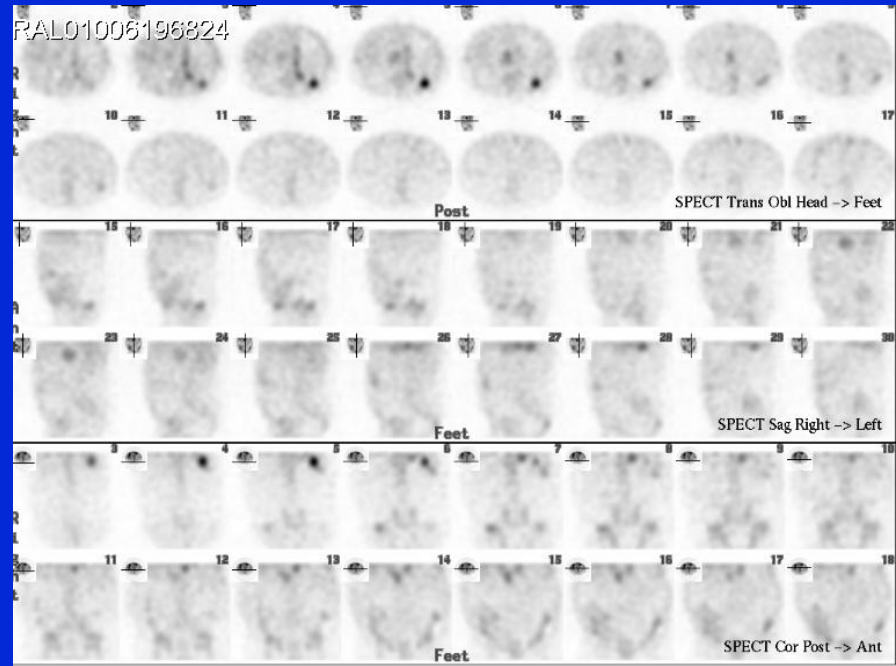 RAL01006196824
10 11 12 13 14 15 16 17
Post
SPECT Trans Obl Head -> Feet
15 16 17 18 19 20 21 22
23 24 25 26 27 28 29 30
Feet
SPECT Sag Right -> Left
3 4 5 6 7 8 9 10
11 12 13 14 15 16 17 18
Feet
SPECT Cor Post -> Ant